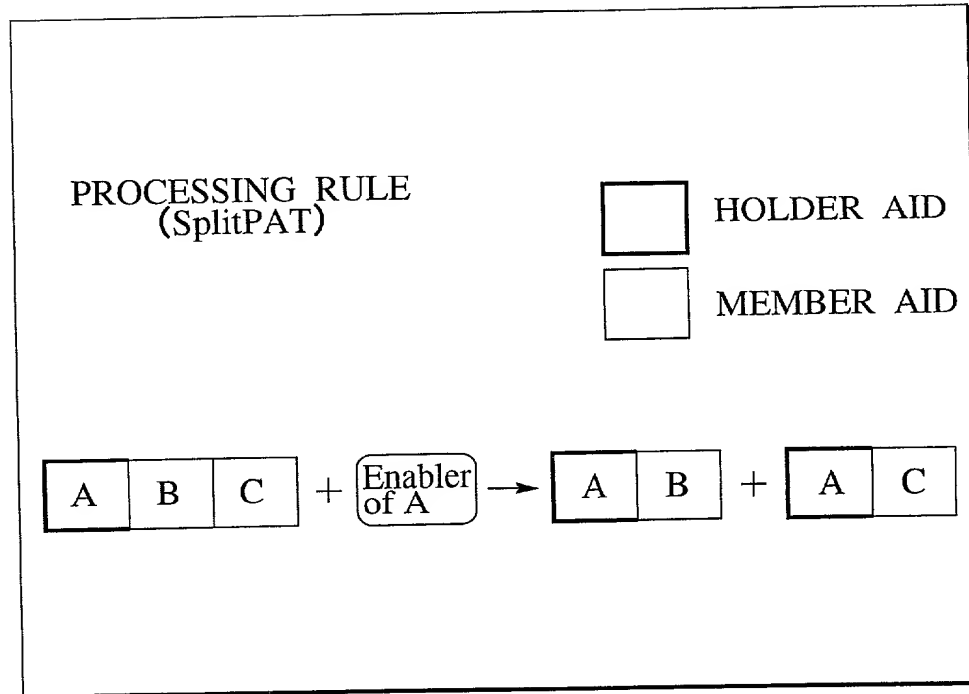 PROCESSING RULE
(SplitPAT)
HOLDER AID
MEMBER AID
A B C + Enabler of A → A B + A C